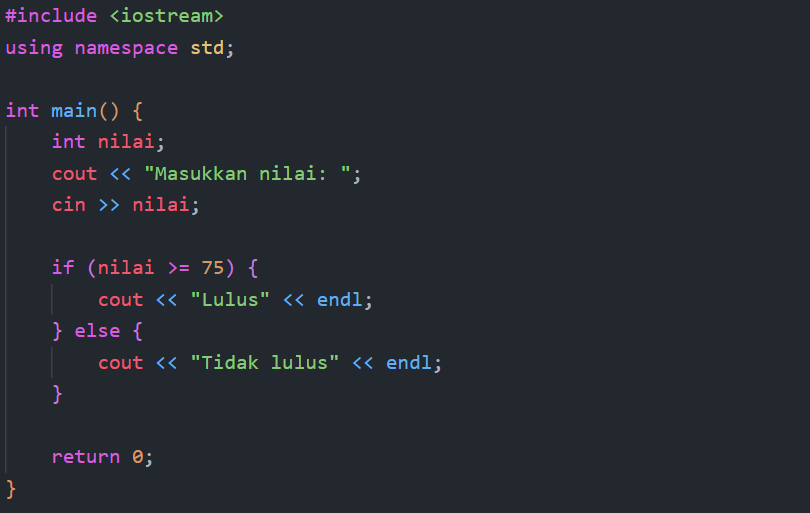 #include <iostream>
using namespace std;
int main() {
    int nilai;
    cout << "Masukkan nilai: ";
    cin >> nilai;
    if (nilai >= 75) {
        cout << "Lulus" << endl;
    } else {
        cout << "Tidak lulus" << endl;
    }
    return 0;
}